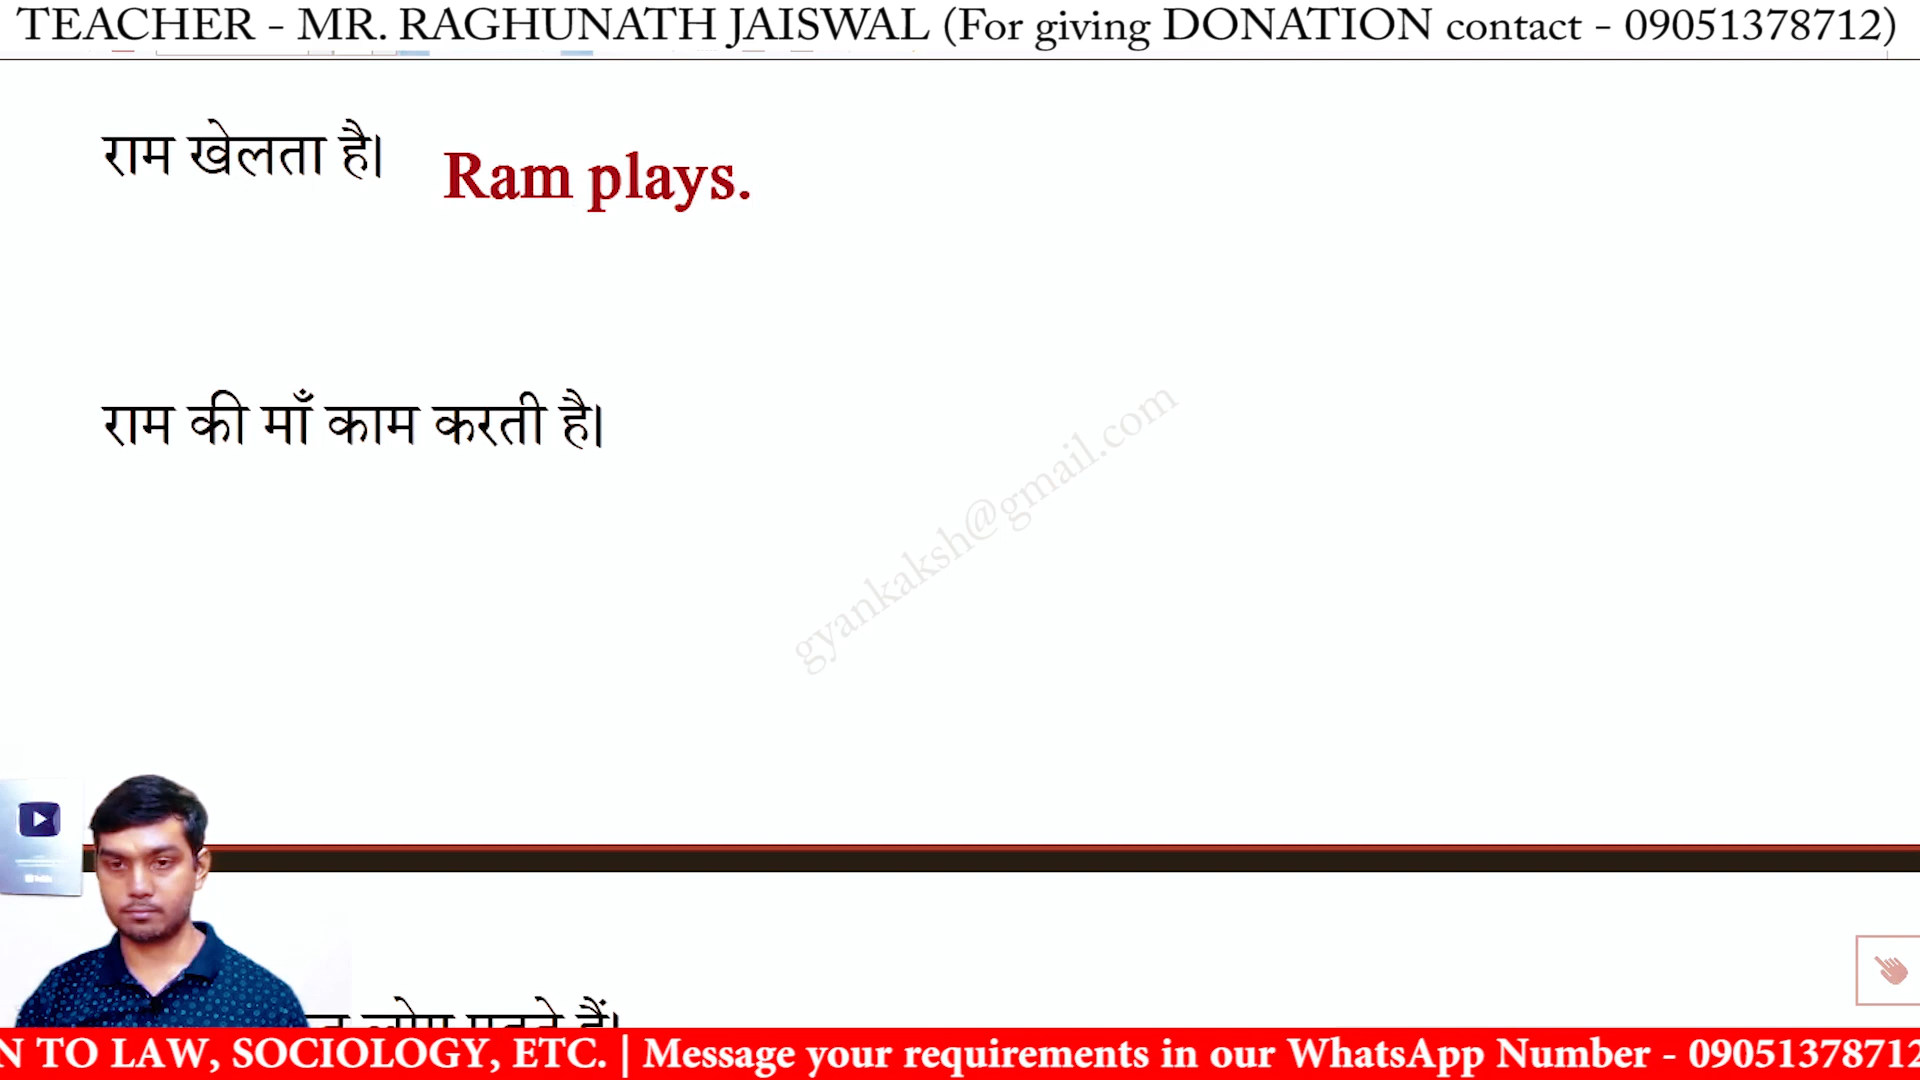 TEACHER - MR. RAGHUNATH JAISWAL (For giving DONATION contact - 09051378712)
राम खेलता है। Ram plays.
राम की माँ काम करती है।
gyankaksh@gmail.com
हैं।
N TO LAW, SOCIOLOGY, ETC. | Message your requirements in our WhatsApp Number - 09051378712